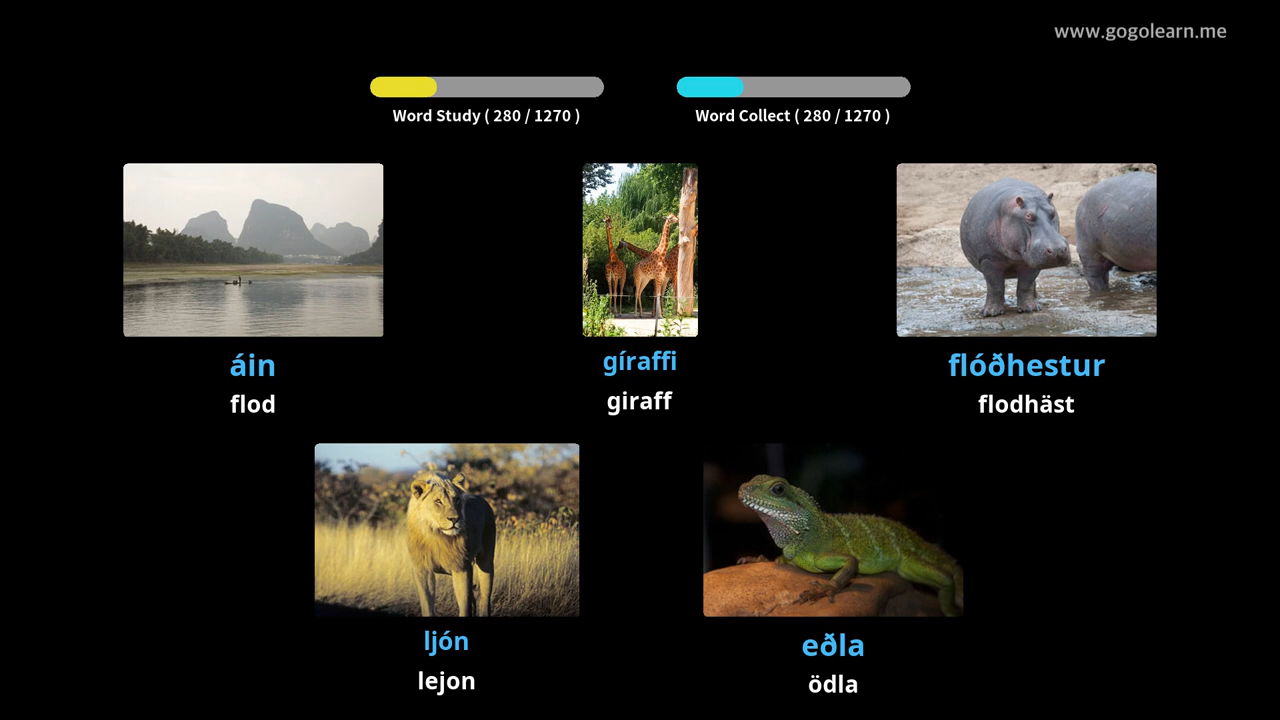 www.gogolearn.me
Word Study ( 280 / 1270 )
Word Collect ( 280 / 1270 )
áin
flod
gíraffi
giraff
flóðhestur
flodhäst
ljón
lejon
eðla
ödla